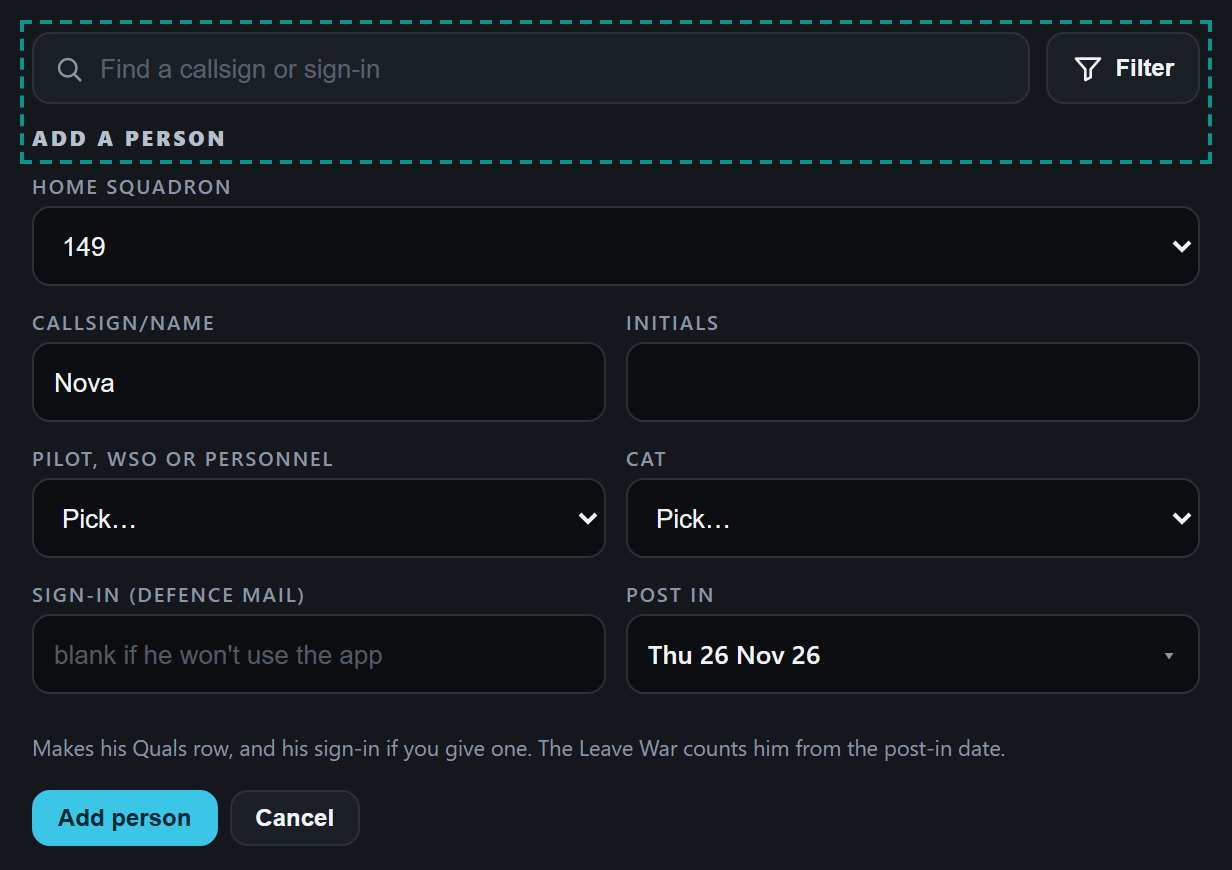 Find a callsign or sign-in
Filter
ADD A PERSON
HOME SQUADRON
149
CALLSIGN/NAME
INITIALS
Nova
PILOT, WSO OR PERSONNEL
CAT
Pick…
Pick…
SIGN-IN (DEFENCE MAIL)
POST IN
blank if he won't use the app
Thu 26 Nov 26
Makes his Quals row, and his sign-in if you give one. The Leave War counts him from the post-in date.
Add person
Cancel